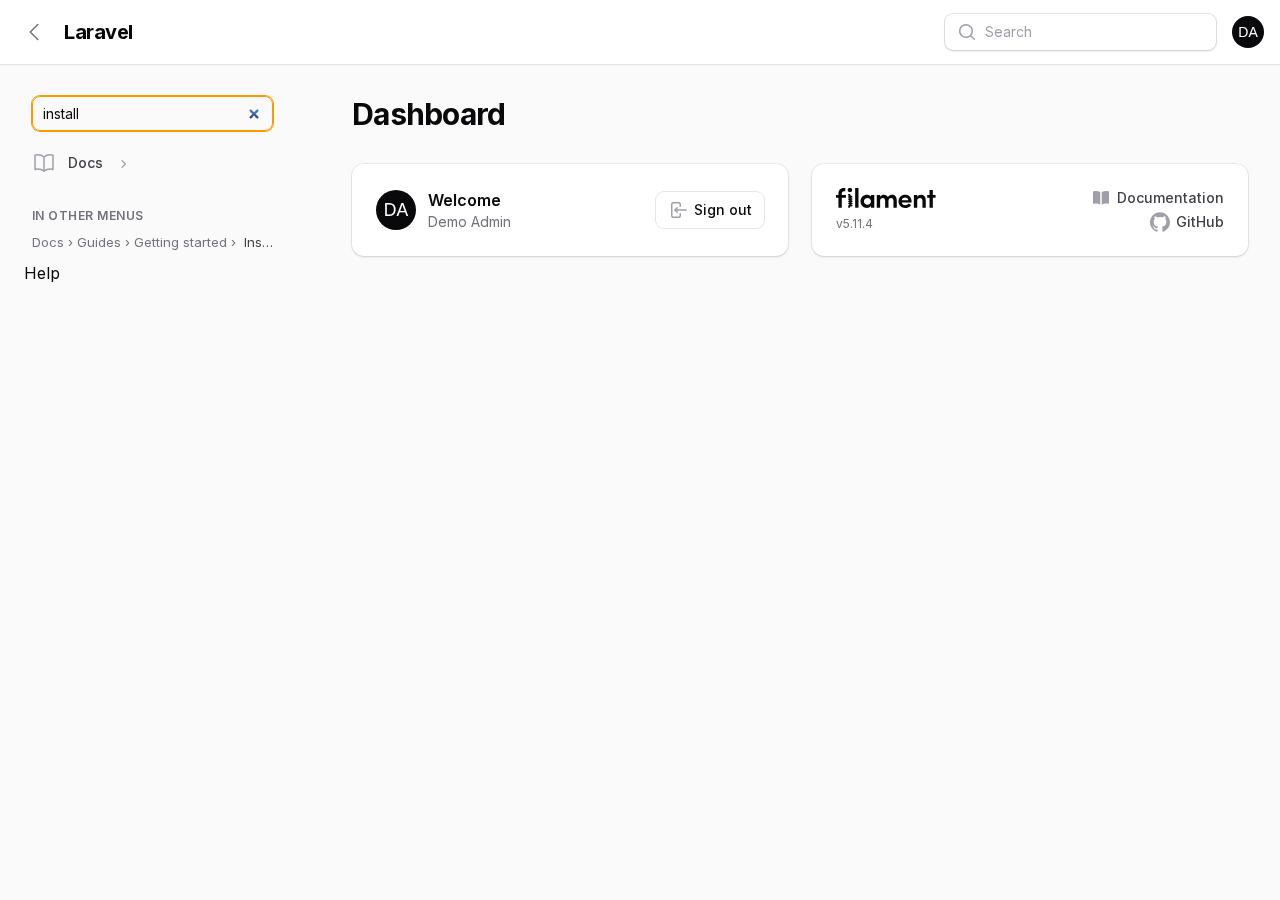 Laravel
Search
DA
install
Docs
IN OTHER MENUS
Docs › Guides › Getting started › Ins…
Help
Dashboard
DA
Welcome
Demo Admin
Sign out
filament
v5.11.4
Documentation
GitHub